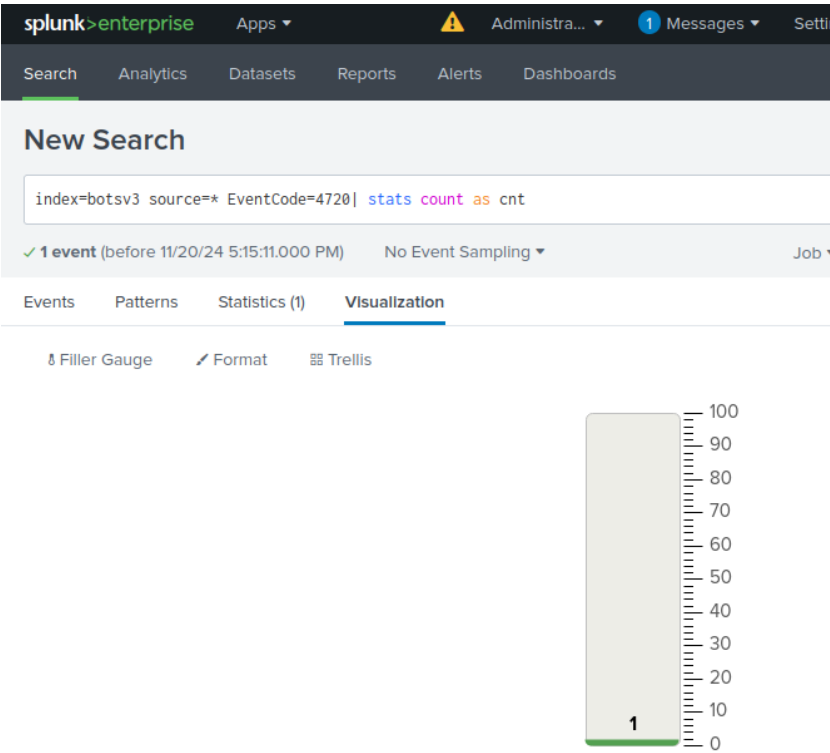 splunk>enterprise Apps Administra... 1 Messages
Search Analytics Datasets Reports Alerts Dashboards
New Search
index=botsv3 source=* EventCode=4720| stats count as cnt
1 event (before 11/20/24 5:15:11.000 PM) No Event Sampling Job
Events Patterns Statistics (1) Visualization
Filler Gauge Format Trellis
100
90
80
70
60
50
40
30
20
10
1
0